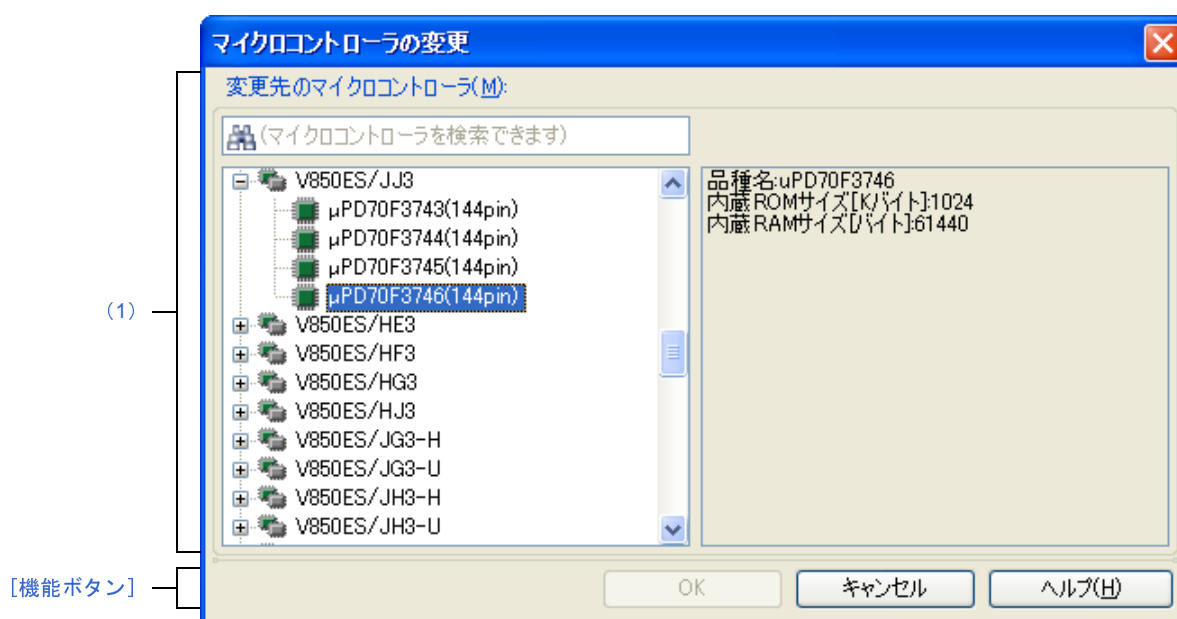 マイクロコントローラの変更
変更先のマイクロコントローラ(M):
(マイクロコントローラを検索できます)
V850ES/JJ3
μPD70F3743(144pin)
μPD70F3744(144pin)
μPD70F3745(144pin)
μPD70F3746(144pin)
V850ES/HE3
V850ES/HF3
V850ES/HG3
V850ES/HJ3
V850ES/JG3-H
V850ES/JG3-U
V850ES/JH3-H
V850ES/JH3-U
品種名:uPD70F3746
内蔵ROMサイズ[Kバイト]:1024
内蔵RAMサイズ[バイト]:61440
(1)
[機能ボタン]
OK
キャンセル
ヘルプ(H)